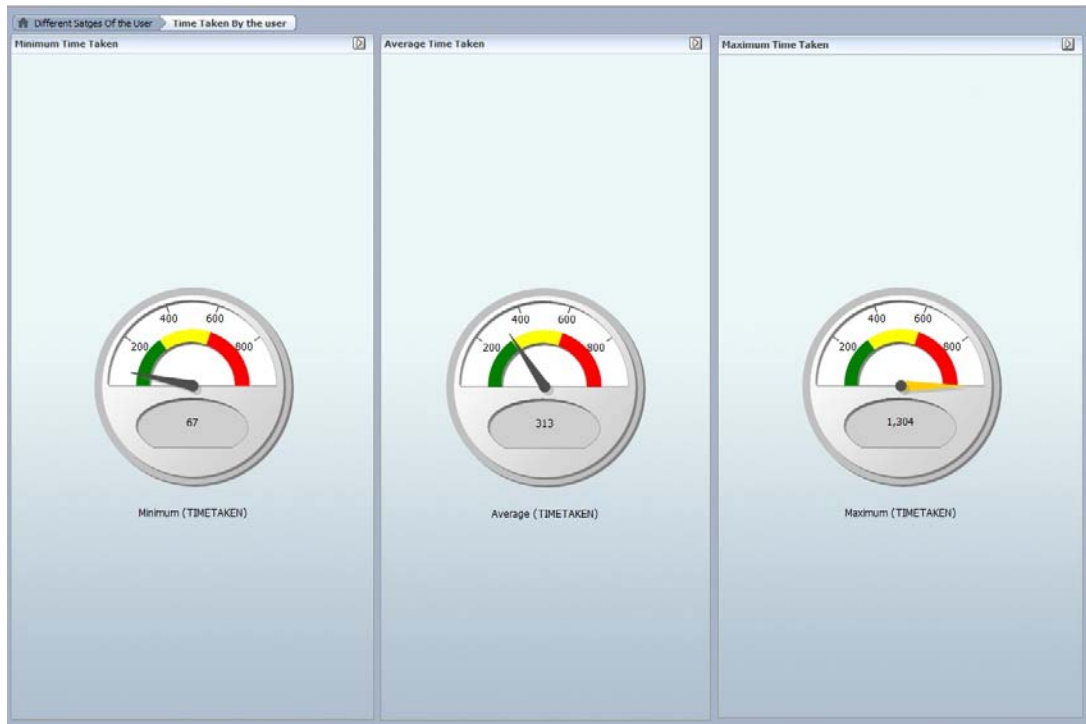 Different Satges Of the User Time Taken By the user
Minimum Time Taken
200 400 600 800
67
Minimum (TIMETAKEN)
Average Time Taken
200 400 600 800
313
Average (TIMETAKEN)
Maximum Time Taken
200 400 600 800
1,304
Maximum (TIMETAKEN)